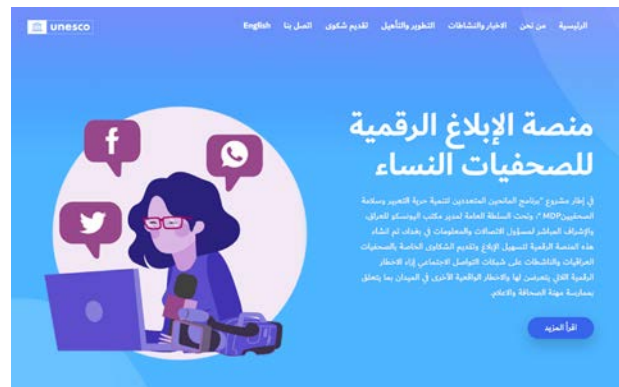 الرئيسية من نحن الاخبار والنشاطات التطوير والتأهيل تقديم شكوى اتصل بنا English
unesco
منصة الإبلاغ الرقمية
للصحفيات النساء
في إطار مشروع "برنامج المانحين المتعددين لتنمية حرية التعبير وسلامة
الصحفيينMDP "، وتحت السلطة العامة لمدير مكتب اليونسكو للعراق،
والإشراف المباشر لمسؤول الاتصالات والمعلومات في بغداد، تم انشاء
هذه المنصة الرقمية لتسهيل الإبلاغ وتقديم الشكاوى الخاصة بالصحفيات
العراقيات والناشطات على شبكات التواصل الاجتماعي إزاء الاخطار
الرقمية اللاتي يتعرضن لها والاخطار الواقعية الأخرى في الميدان بما يتعلق
بممارسة مهنة الصحافة والاعلام.
اقرأ المزيد